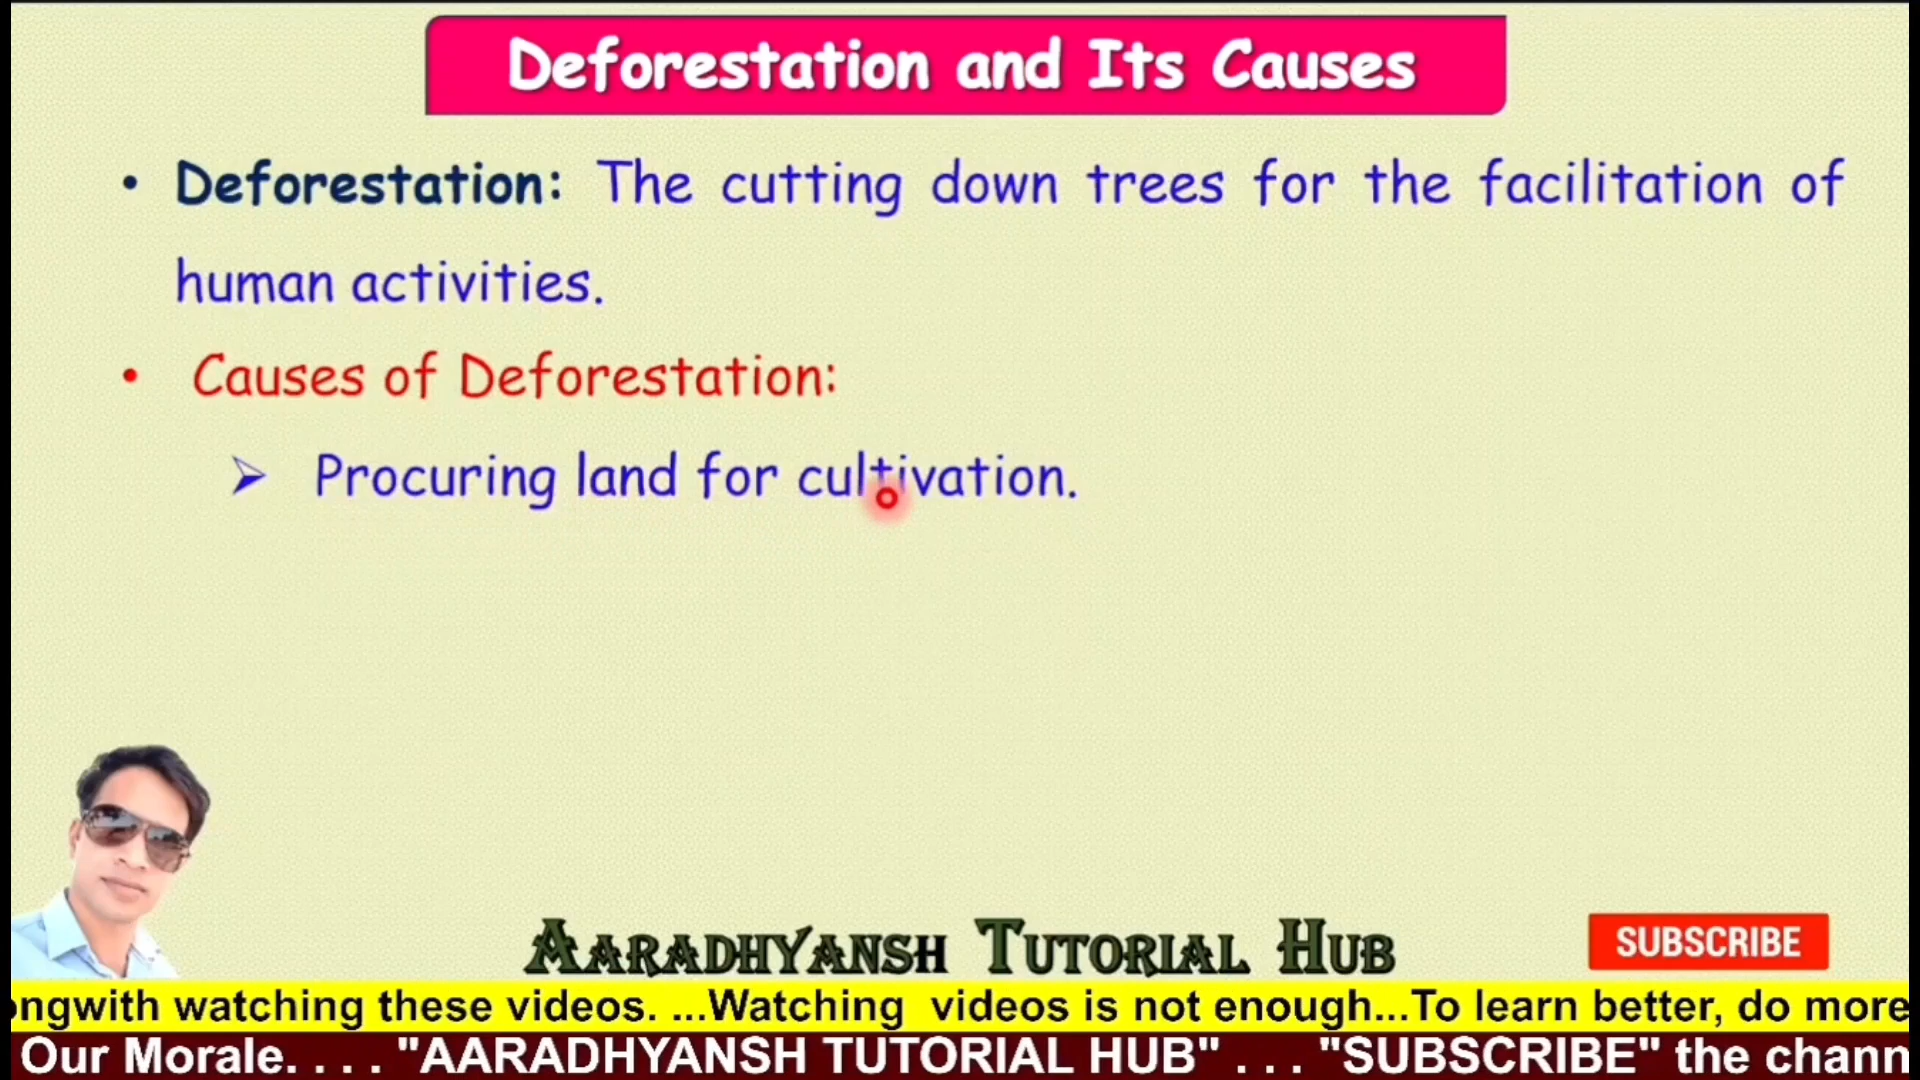 Deforestation and Its Causes
• Deforestation: The cutting down trees for the facilitation of
human activities.
• Causes of Deforestation:
➢ Procuring land for cultivation.
AARADHYANSH TUTORIAL HUB
SUBSCRIBE
ongwith watching these videos. ...Watching videos is not enough...To learn better, do more
Our Morale. . . . "AARADHYANSH TUTORIAL HUB" . . . "SUBSCRIBE" the chann